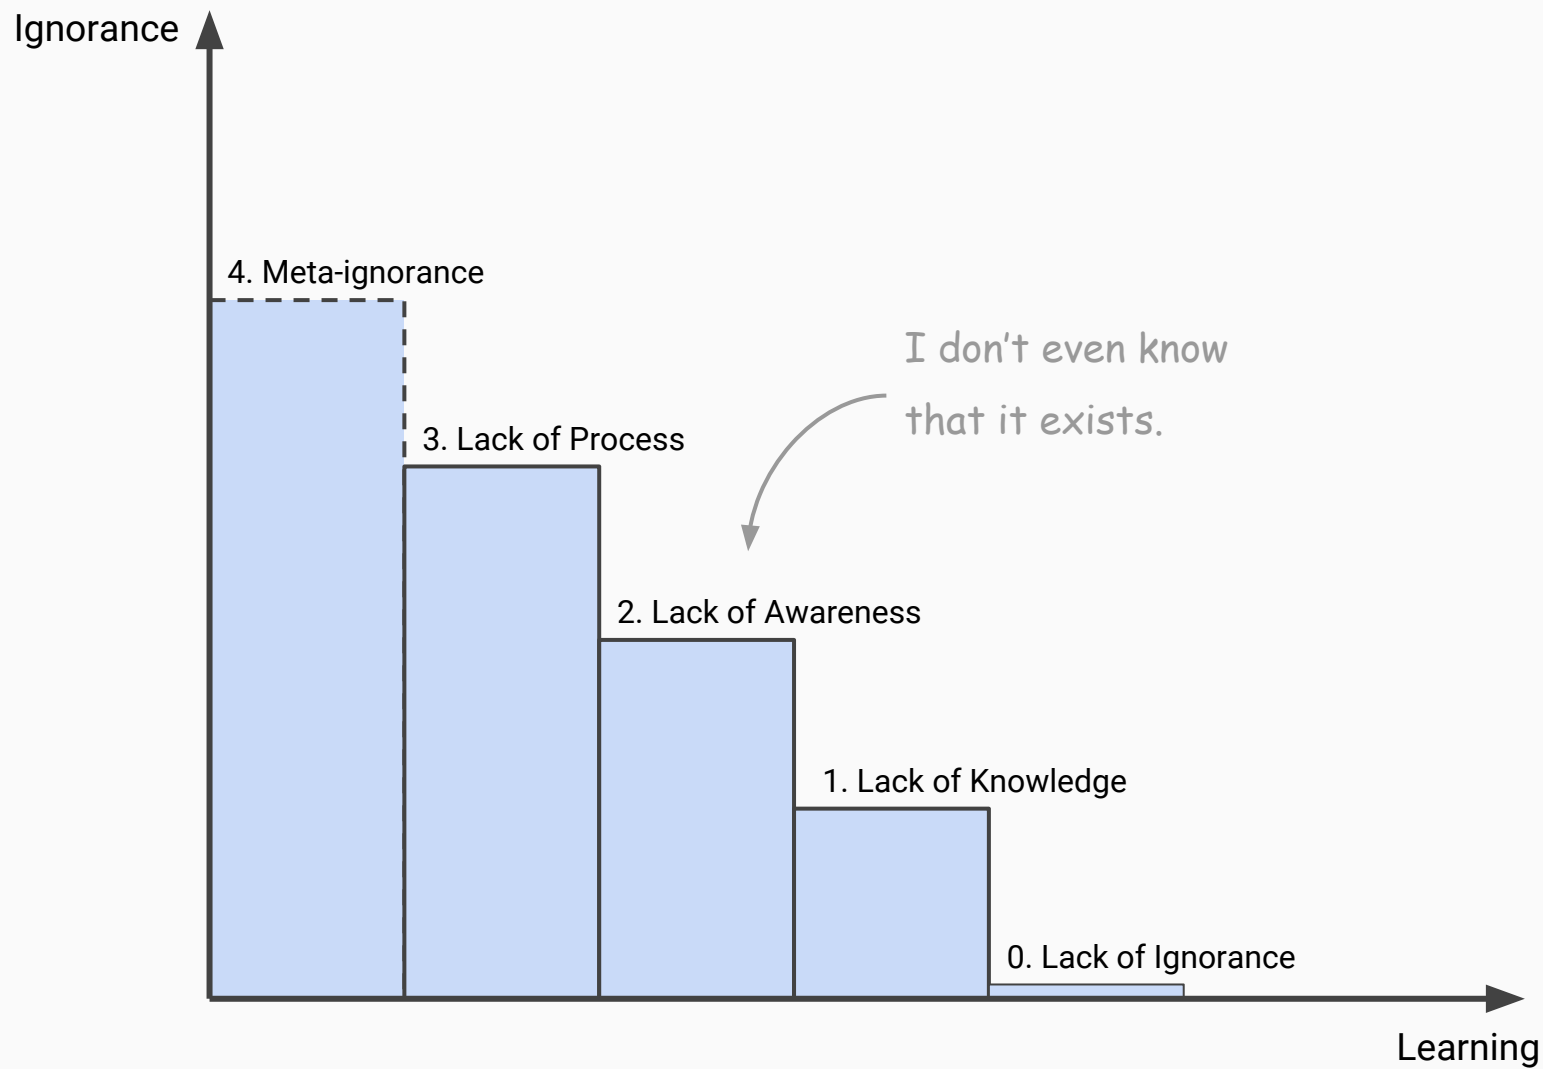 Ignorance
4. Meta-ignorance
I don't even know
that it exists.
3. Lack of Process
2. Lack of Awareness
1. Lack of Knowledge
0. Lack of Ignorance
Learning